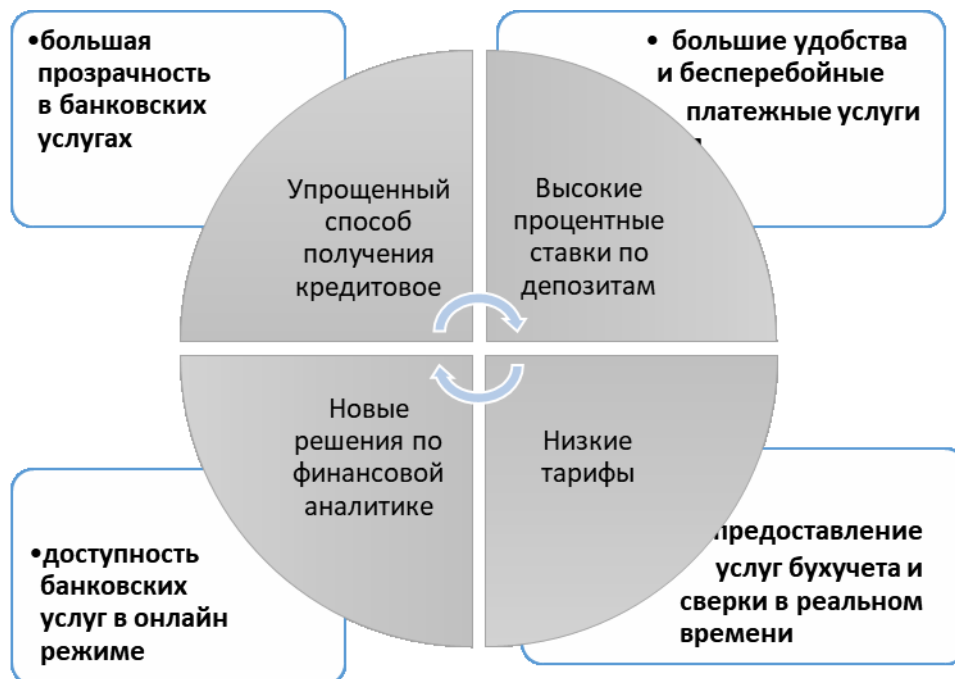 •большая
прозрачность
в банковских
услугах
• большие удобства
и бесперебойные
платежные услуги
Упрощенный
способ
получения
кредитовое
Высокие
процентные
ставки по
депозитам
Новые
решения по
финансовой
аналитике
Низкие
тарифы
•доступность
банковских
услуг в онлайн
режиме
предоставление
услуг бухучета и
сверки в реальном
времени